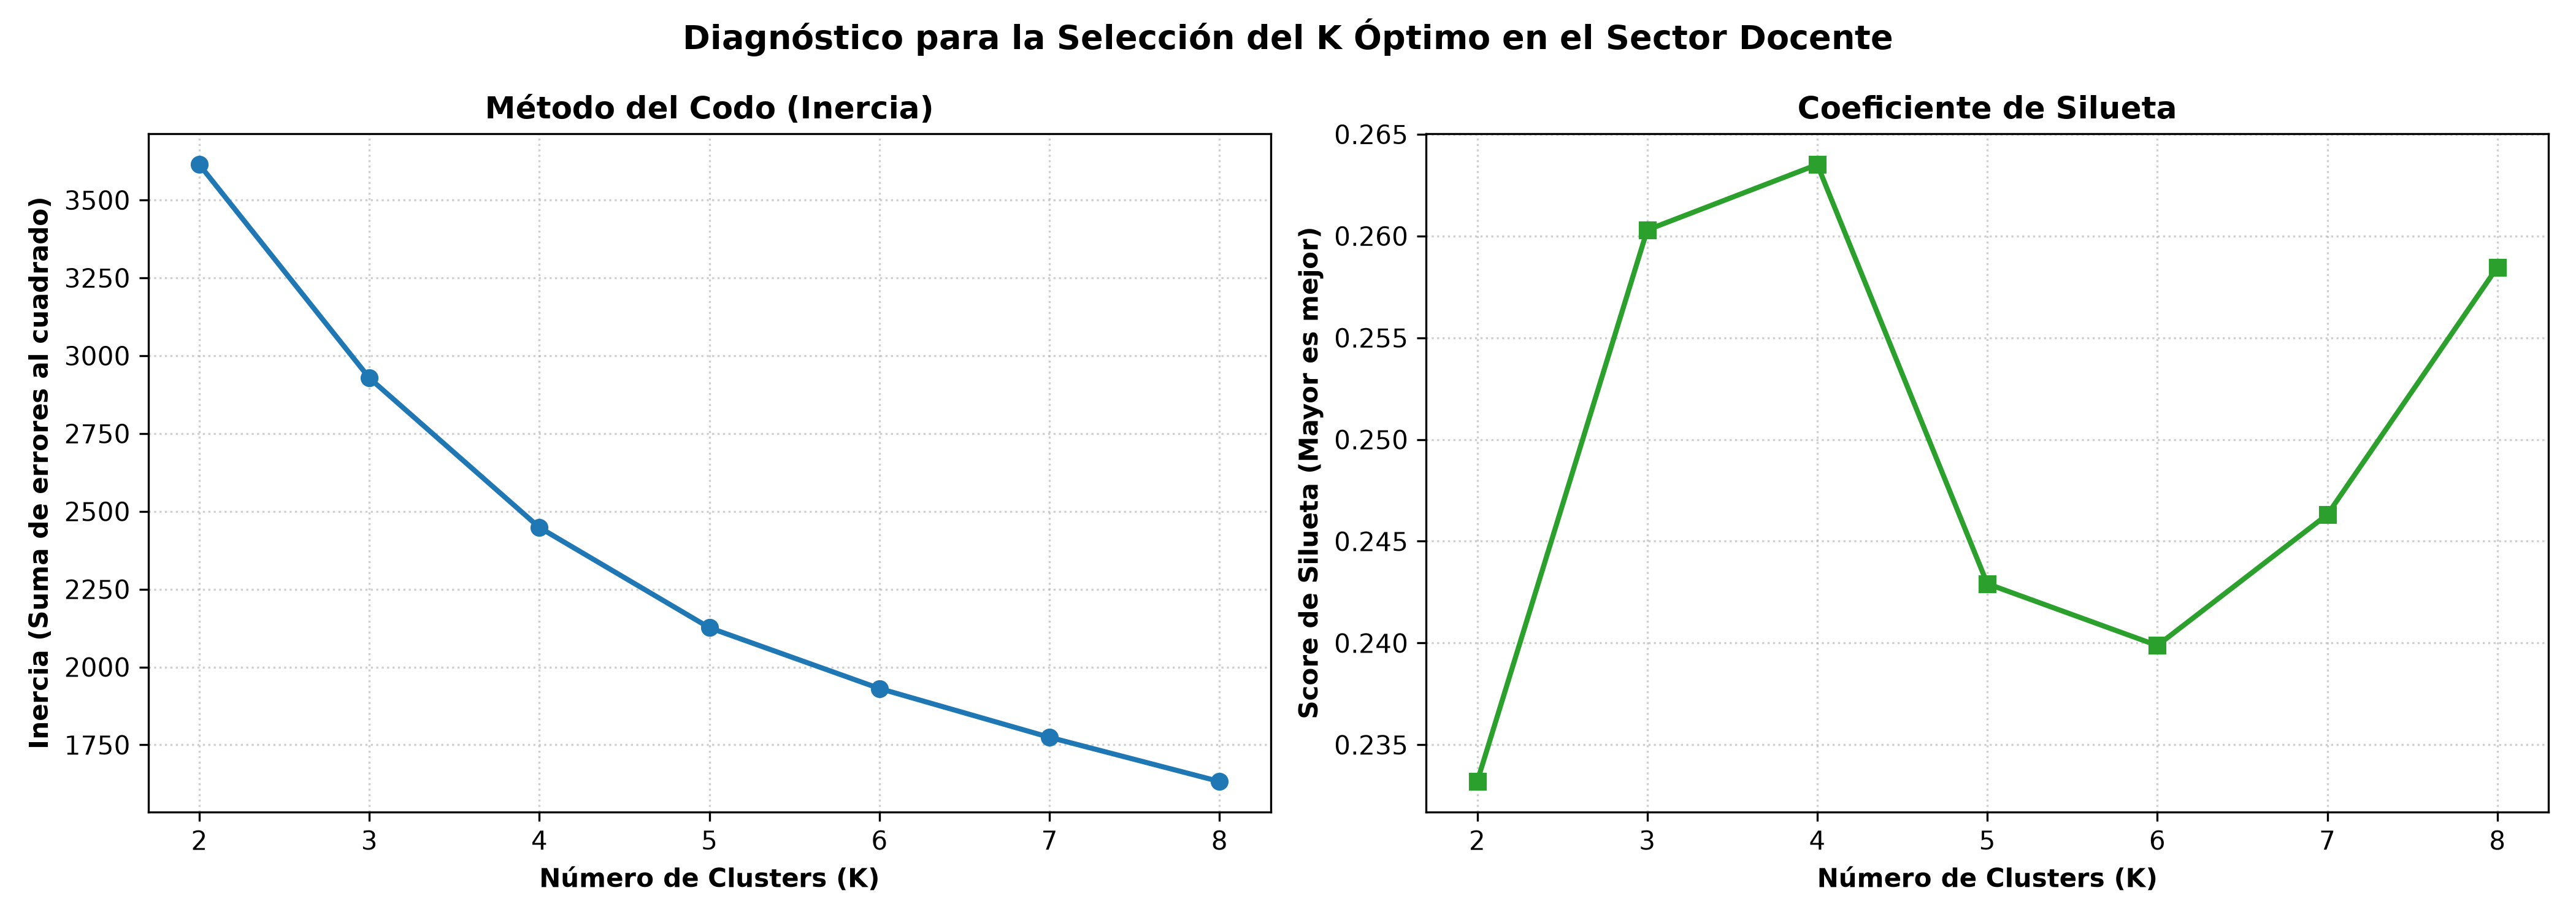 Diagnóstico para la Selección del K Óptimo en el Sector Docente
Método del Codo (Inercia)
Inercia (Suma de errores al cuadrado)
3500
3250
3000
2750
2500
2250
2000
1750
2 3 4 5 6 7 8
Número de Clusters (K)
Coeficiente de Silueta
Score de Silueta (Mayor es mejor)
0.265
0.260
0.255
0.250
0.245
0.240
0.235
2 3 4 5 6 7 8
Número de Clusters (K)